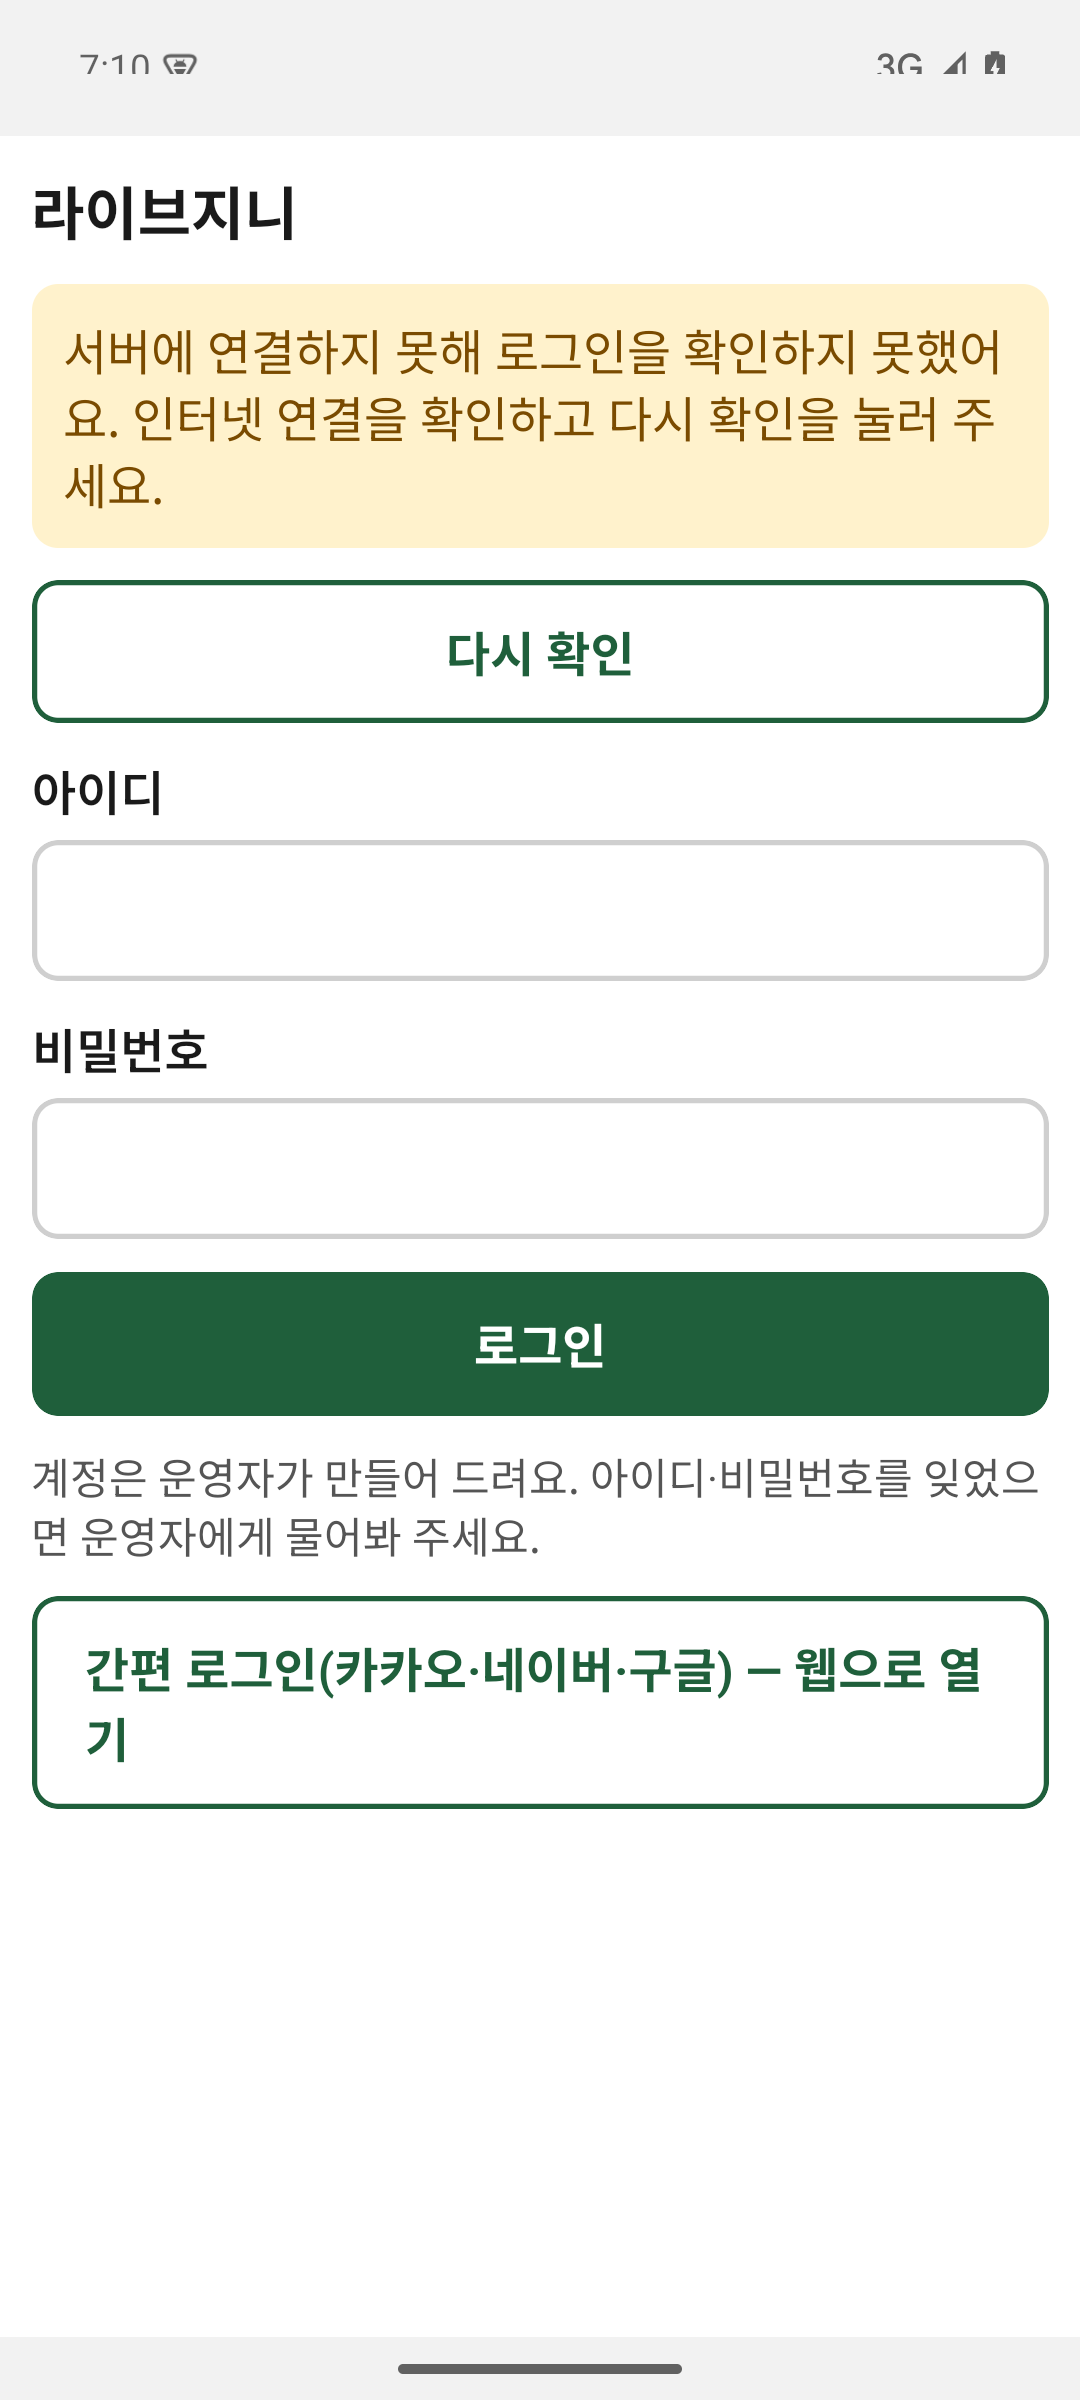 7:10
3G
라이브지니
서버에 연결하지 못해 로그인을 확인하지 못했어
요. 인터넷 연결을 확인하고 다시 확인을 눌러 주
세요.
다시 확인
아이디
비밀번호
로그인
계정은 운영자가 만들어 드려요. 아이디·비밀번호를 잊었으
면 운영자에게 물어봐 주세요.
간편 로그인(카카오·네이버·구글) — 웹으로 열
기